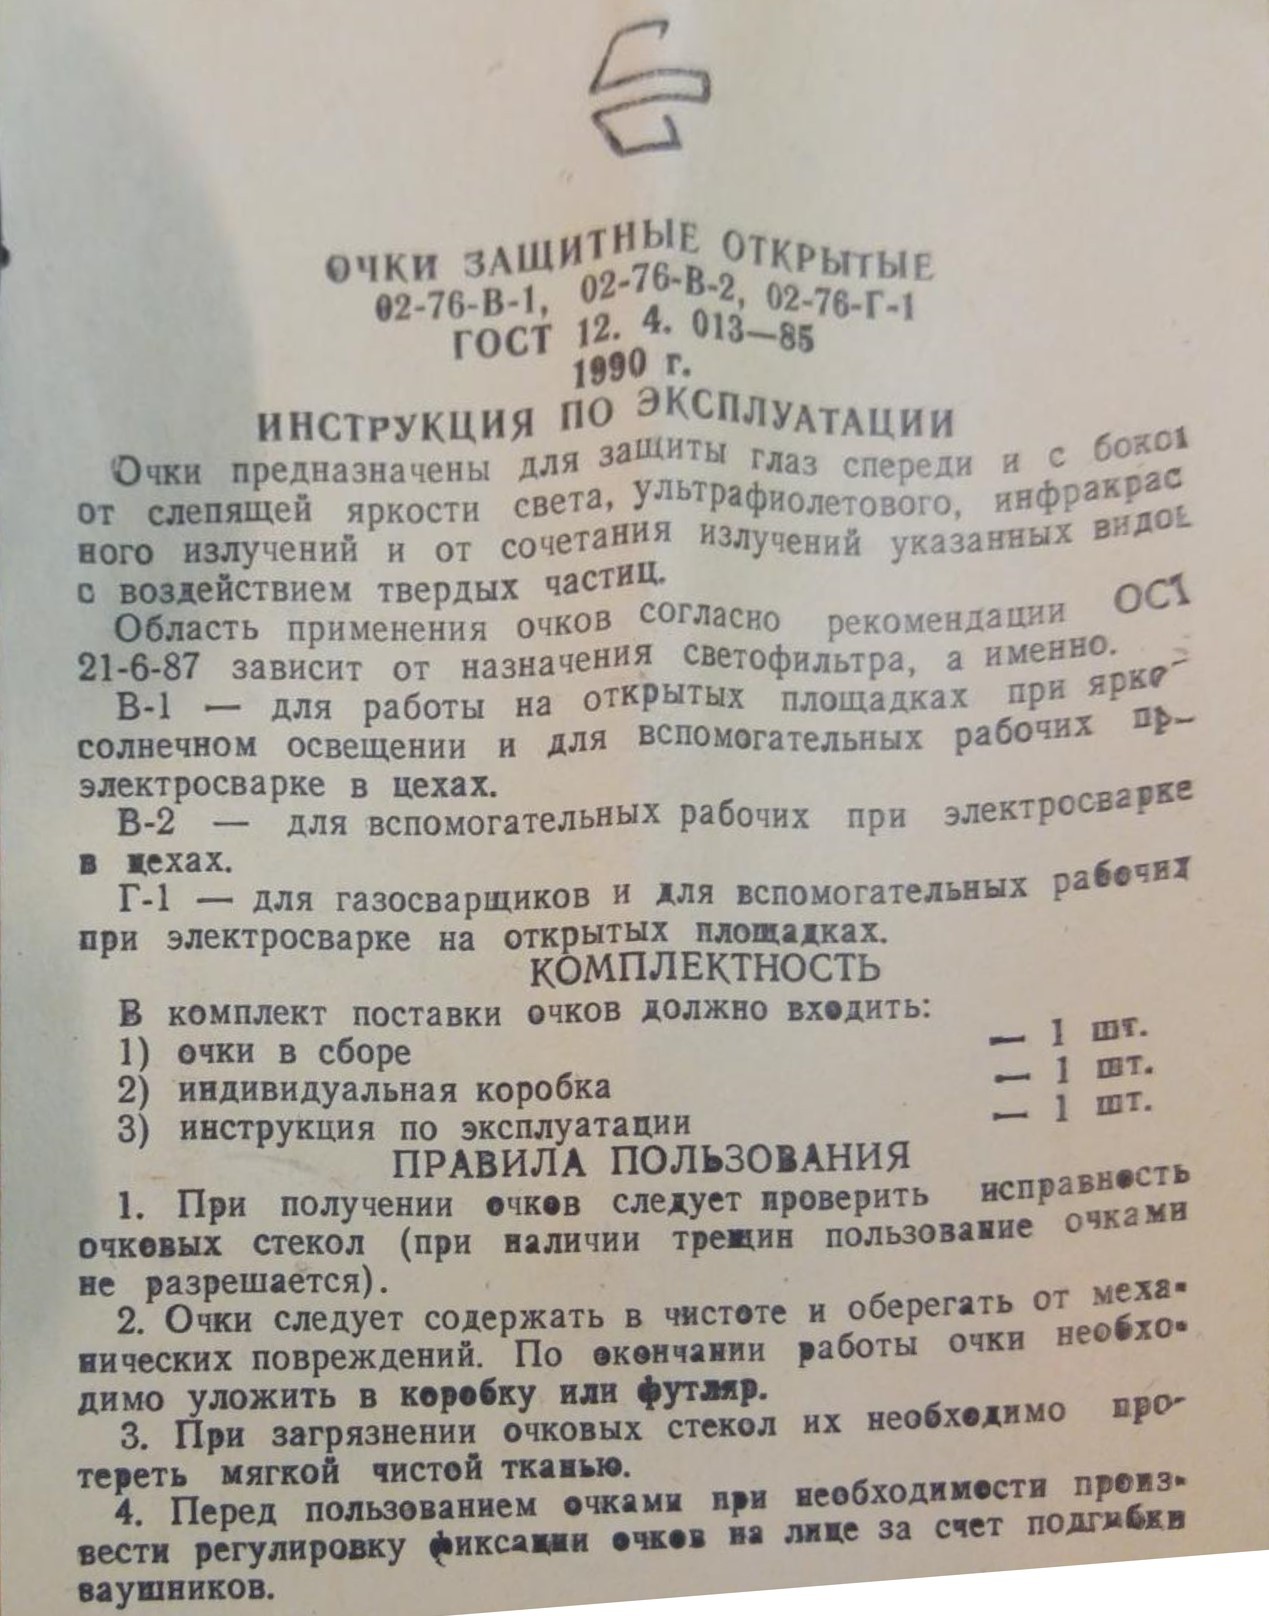 ОЧКИ ЗАЩИТНЫЕ ОТКРЫТЫЕ
02-76-В-1, 02-76-В-2, 02-76-Г-1
ГОСТ 12. 4. 013—85
1990 г.
ИНСТРУКЦИЯ ПО ЭКСПЛУАТАЦИИ
Очки предназначены для защиты глаз спереди и с боков
от слепящей яркости света, ультрафиолетового, инфракрас
ного излучений и от сочетания излучений указанных видов
с воздействием твердых частиц.
Область применения очков согласно рекомендации ОСТ
21-6-87 зависит от назначения светофильтра, а именно.
В-1 — для работы на открытых площадках при ярко-
солнечном освещении и для вспомогательных рабочих пр-
электросварке в цехах.
В-2 — для вспомогательных рабочих при электросварке
в цехах.
Г-1 — для газосварщиков и для вспомогательных рабочих
при электросварке на открытых площадках.
КОМПЛЕКТНОСТЬ
В комплект поставки очков должно входить:
1) очки в сборе — 1 шт.
2) индивидуальная коробка — 1 шт.
3) инструкция по эксплуатации — 1 шт.
ПРАВИЛА ПОЛЬЗОВАНИЯ
1. При получении очков следует проверить исправность
очковых стекол (при наличии трещин пользование очками
не разрешается).
2. Очки следует содержать в чистоте и оберегать от меха-
нических повреждений. По окончании работы очки необхо-
димо уложить в коробку или футляр.
3. При загрязнении очковых стекол их необходимо про-
тереть мягкой чистой тканью.
4. Перед пользованием очками при необходимости произ-
вести регулировку фиксации очков на лице за счет подгибки
заушников.